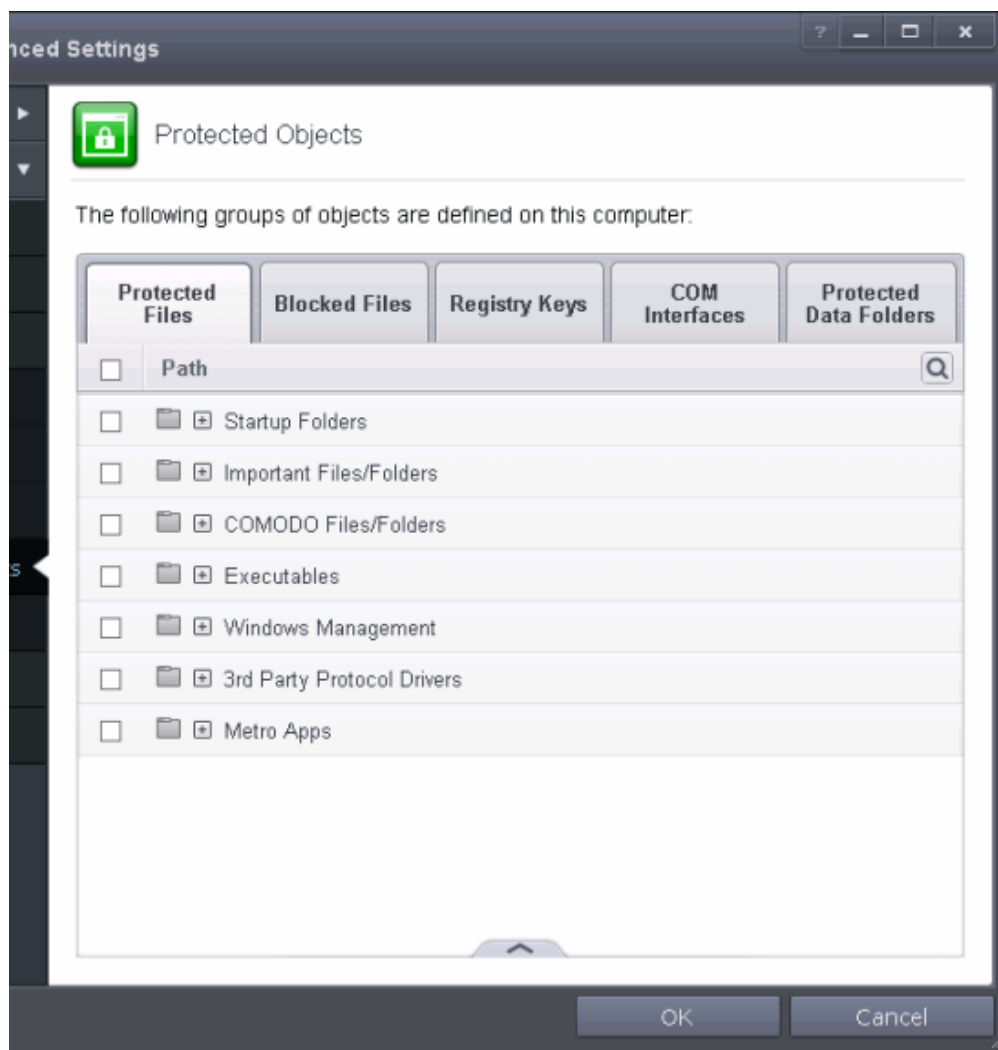 nced Settings
?
Protected Objects
The following groups of objects are defined on this computer:
Protected Files
Blocked Files
Registry Keys
COM Interfaces
Protected Data Folders
Path
Startup Folders
Important Files/Folders
COMODO Files/Folders
Executables
Windows Management
3rd Party Protocol Drivers
Metro Apps
s
OK
Cancel